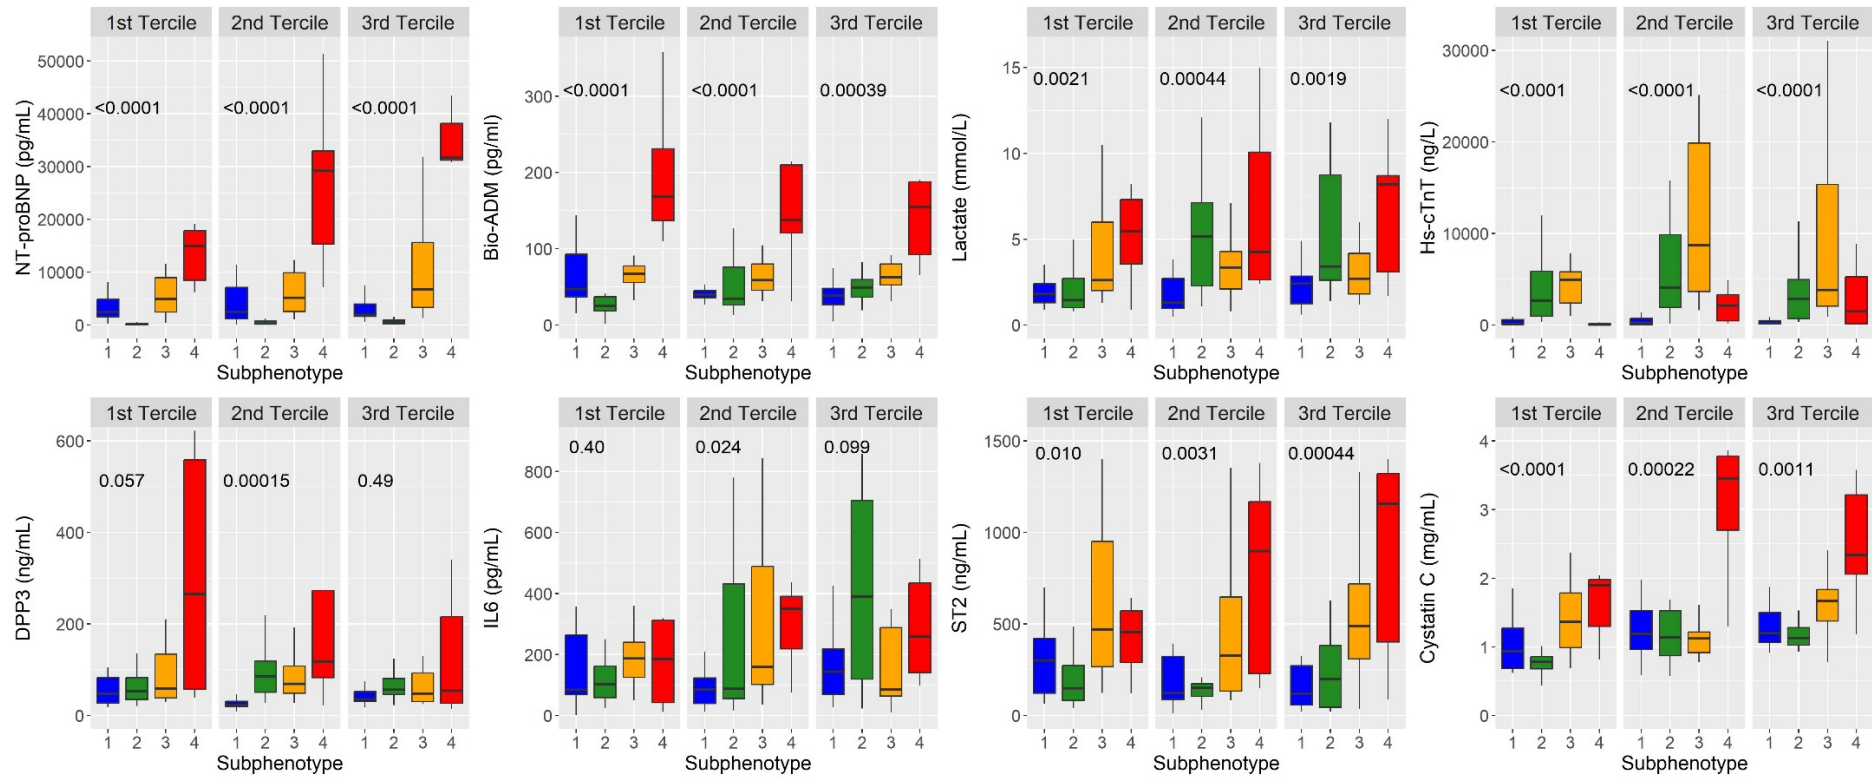 1st Tercile 2nd Tercile 3rd Tercile
NT-proBNP (pg/mL)
50000
40000
30000
20000
10000
0
<0.0001 <0.0001 <0.0001
1 2 3 4 1 2 3 4 1 2 3 4
Subphenotype
1st Tercile 2nd Tercile 3rd Tercile
Bio-ADM (pg/ml)
300
200
100
0
<0.0001 <0.0001 0.00039
1 2 3 4 1 2 3 4 1 2 3 4
Subphenotype
1st Tercile 2nd Tercile 3rd Tercile
Lactate (mmol/L)
15
10
5
0
0.0021 0.00044 0.0019
1 2 3 4 1 2 3 4 1 2 3 4
Subphenotype
1st Tercile 2nd Tercile 3rd Tercile
Hs-cTnT (ng/L)
30000
20000
10000
0
<0.0001 <0.0001 <0.0001
1 2 3 4 1 2 3 4 1 2 3 4
Subphenotype
1st Tercile 2nd Tercile 3rd Tercile
DPP3 (ng/mL)
600
400
200
0
0.057 0.00015 0.49
1 2 3 4 1 2 3 4 1 2 3 4
Subphenotype
1st Tercile 2nd Tercile 3rd Tercile
IL6 (pg/mL)
800
600
400
200
0
0.40 0.024 0.099
1 2 3 4 1 2 3 4 1 2 3 4
Subphenotype
1st Tercile 2nd Tercile 3rd Tercile
ST2 (ng/mL)
1500
1000
500
0
0.010 0.0031 0.00044
1 2 3 4 1 2 3 4 1 2 3 4
Subphenotype
1st Tercile 2nd Tercile 3rd Tercile
Cystatin C (mg/mL)
4
3
2
1
0
<0.0001 0.00022 0.0011
1 2 3 4 1 2 3 4 1 2 3 4
Subphenotype